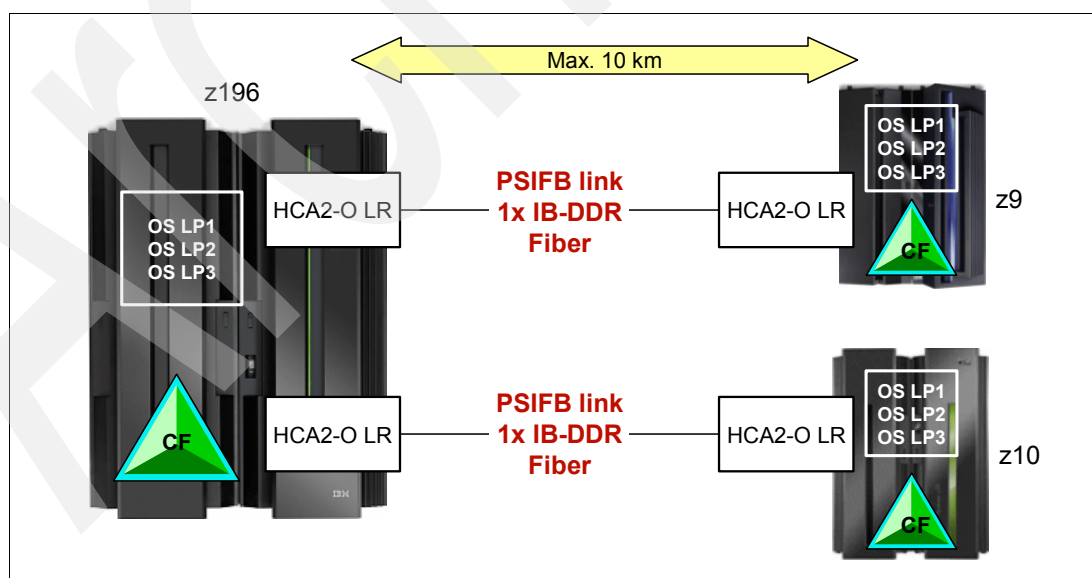 Max. 10 km
z196
OS LP1
OS LP2
OS LP3
CF
HCA2-O LR
PSIFB link
1x IB-DDR
Fiber
HCA2-O LR
OS LP1
OS LP2
OS LP3
CF
z9
HCA2-O LR
PSIFB link
1x IB-DDR
Fiber
HCA2-O LR
OS LP1
OS LP2
OS LP3
CF
z10
IBM